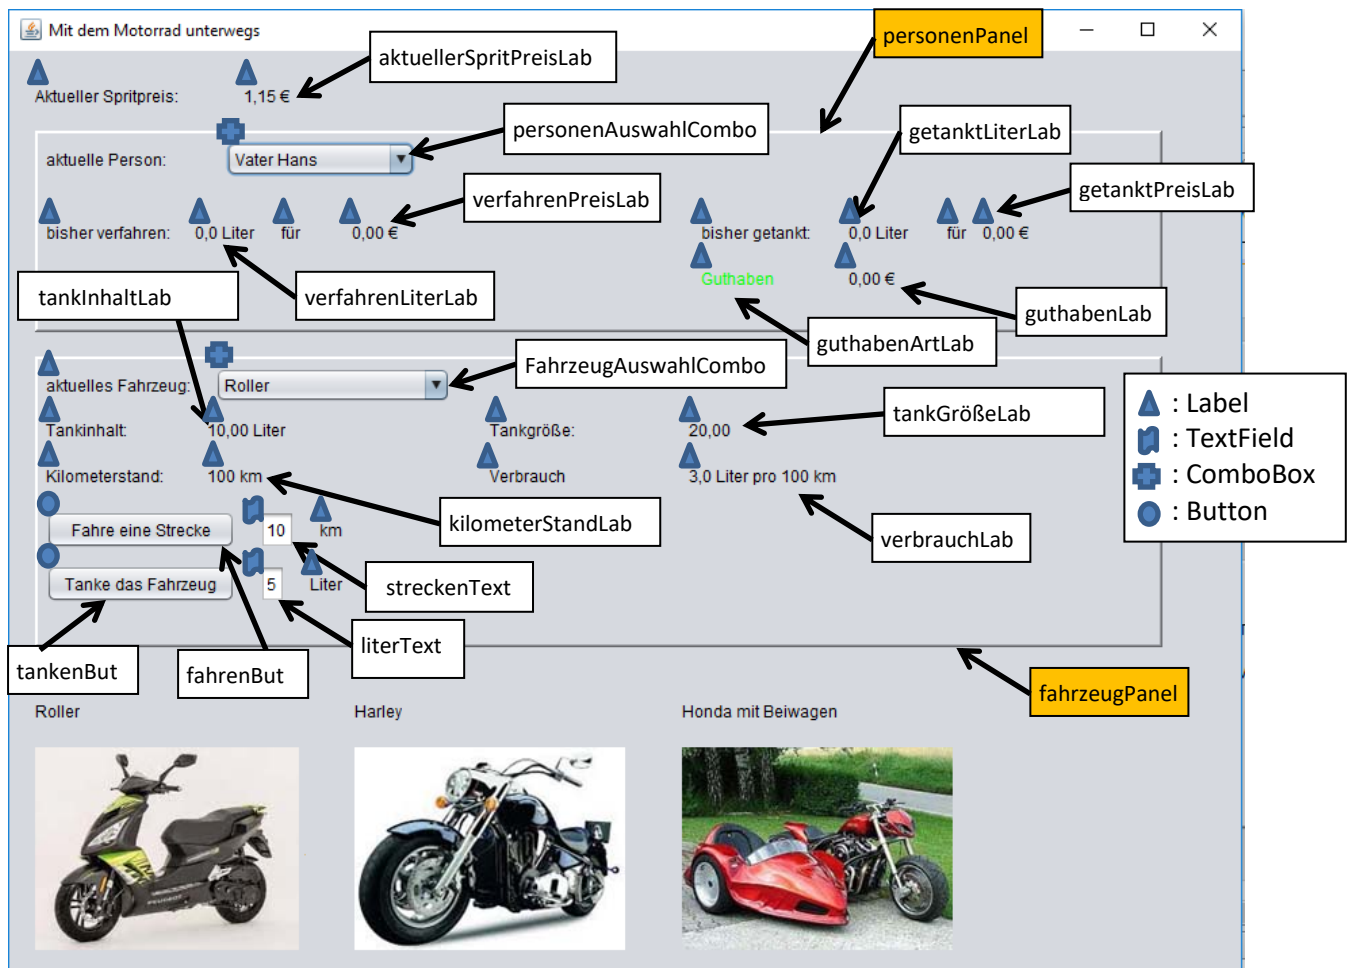 Mit dem Motorrad unterwegs
personenPanel
aktuellerSpritPreisLab
Aktueller Spritpreis:
1,15 €
personenAuswahlCombo
getanktLiterLab
aktuelle Person:
Vater Hans
verfahrenPreisLab
getanktPreisLab
bisher verfahren:
0,0 Liter
für
0,00 €
bisher getankt:
0,0 Liter
für
0,00 €
tankInhaltLab
verfahrenLiterLab
Guthaben
0,00 €
guthabenLab
guthabenArtLab
FahrzeugAuswahlCombo
aktuelles Fahrzeug:
Roller
: Label
: TextField
: ComboBox
: Button
Tankinhalt:
10,00 Liter
Tankgröße:
20,00
tankGrößeLab
Kilometerstand:
100 km
Verbrauch
3,0 Liter pro 100 km
kilometerStandLab
verbrauchLab
Fahre eine Strecke
10
km
Tanke das Fahrzeug
5
Liter
streckenText
literText
tankenBut
fahrenBut
fahrzeugPanel
Roller
Harley
Honda mit Beiwagen
PEUGEOT